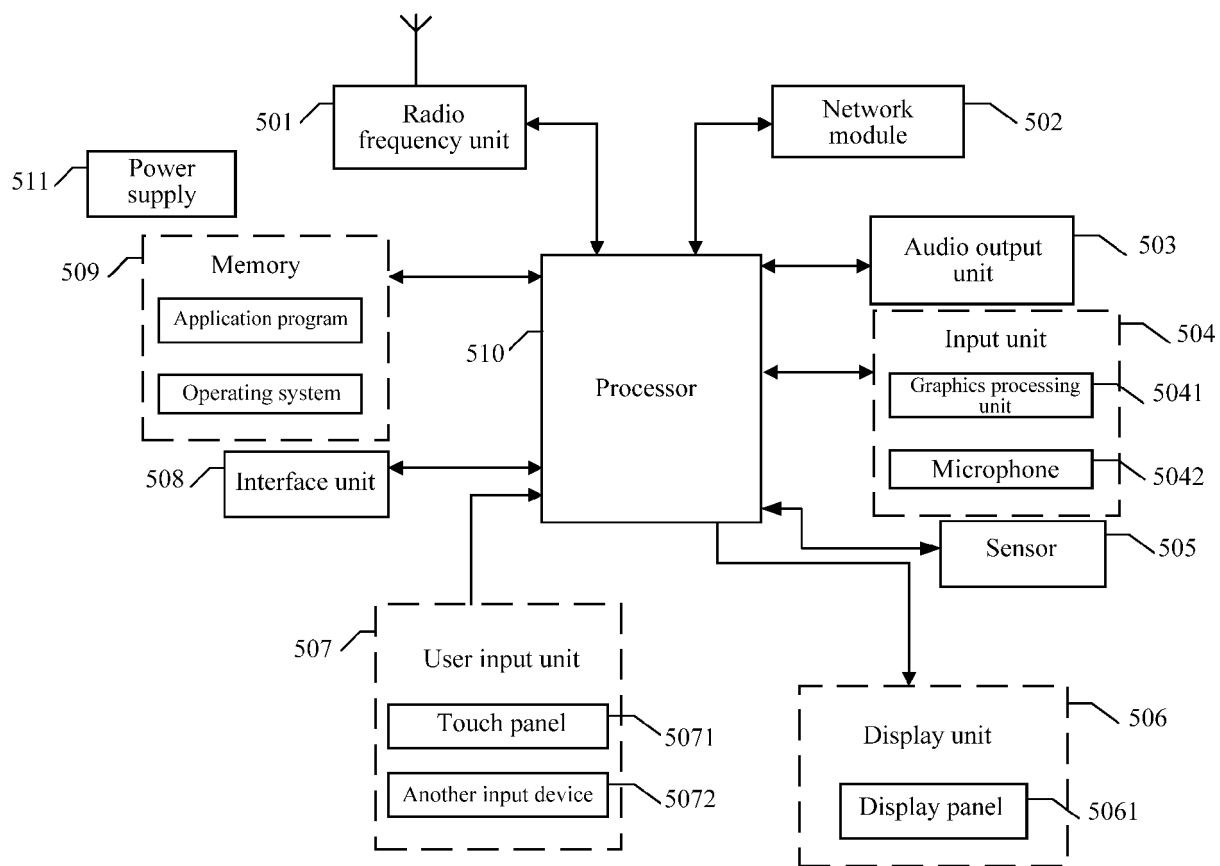 501
Radio
frequency unit
Network
module
502
511
Power
supply
509
Memory
Application program
Operating system
Audio output
unit
503
510
Processor
Input unit
504
Graphics processing
unit
5041
Microphone
5042
508
Interface unit
Sensor
505
507
User input unit
Touch panel
5071
Another input device
5072
Display unit
506
Display panel
5061